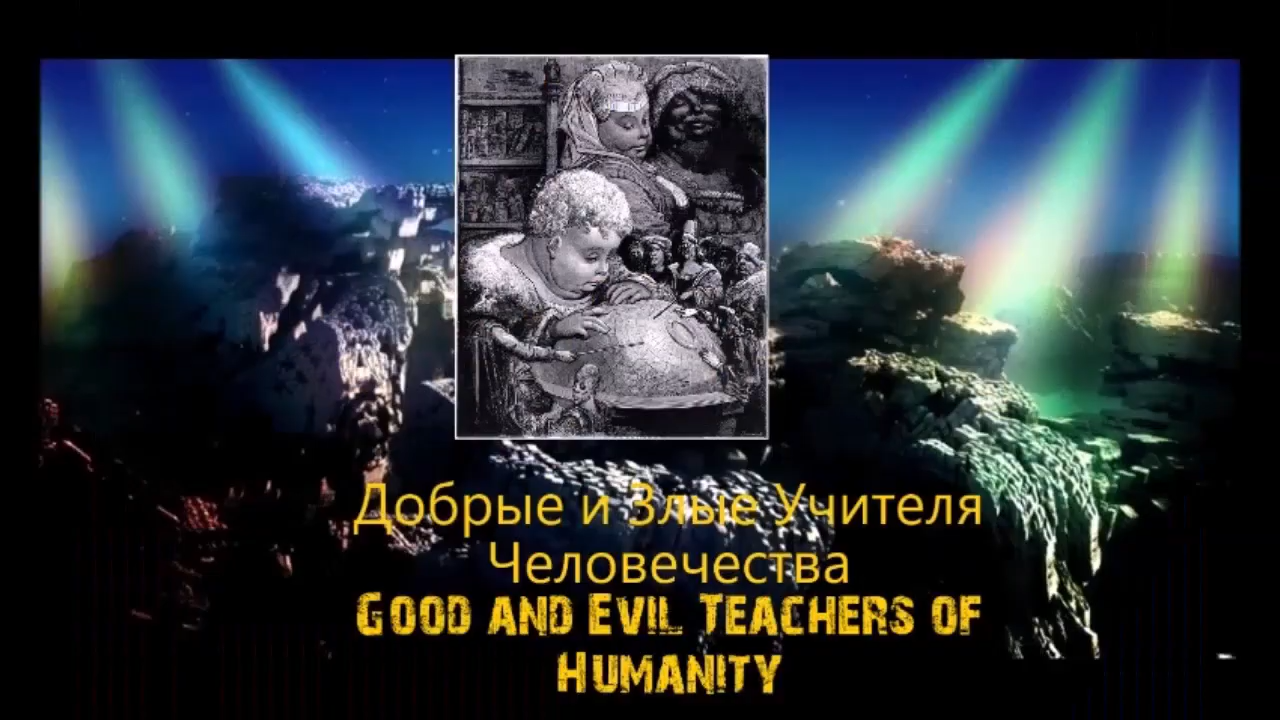 Добрые и Злые Учителя
Человечества
Good and Evil Teachers of
Humanity